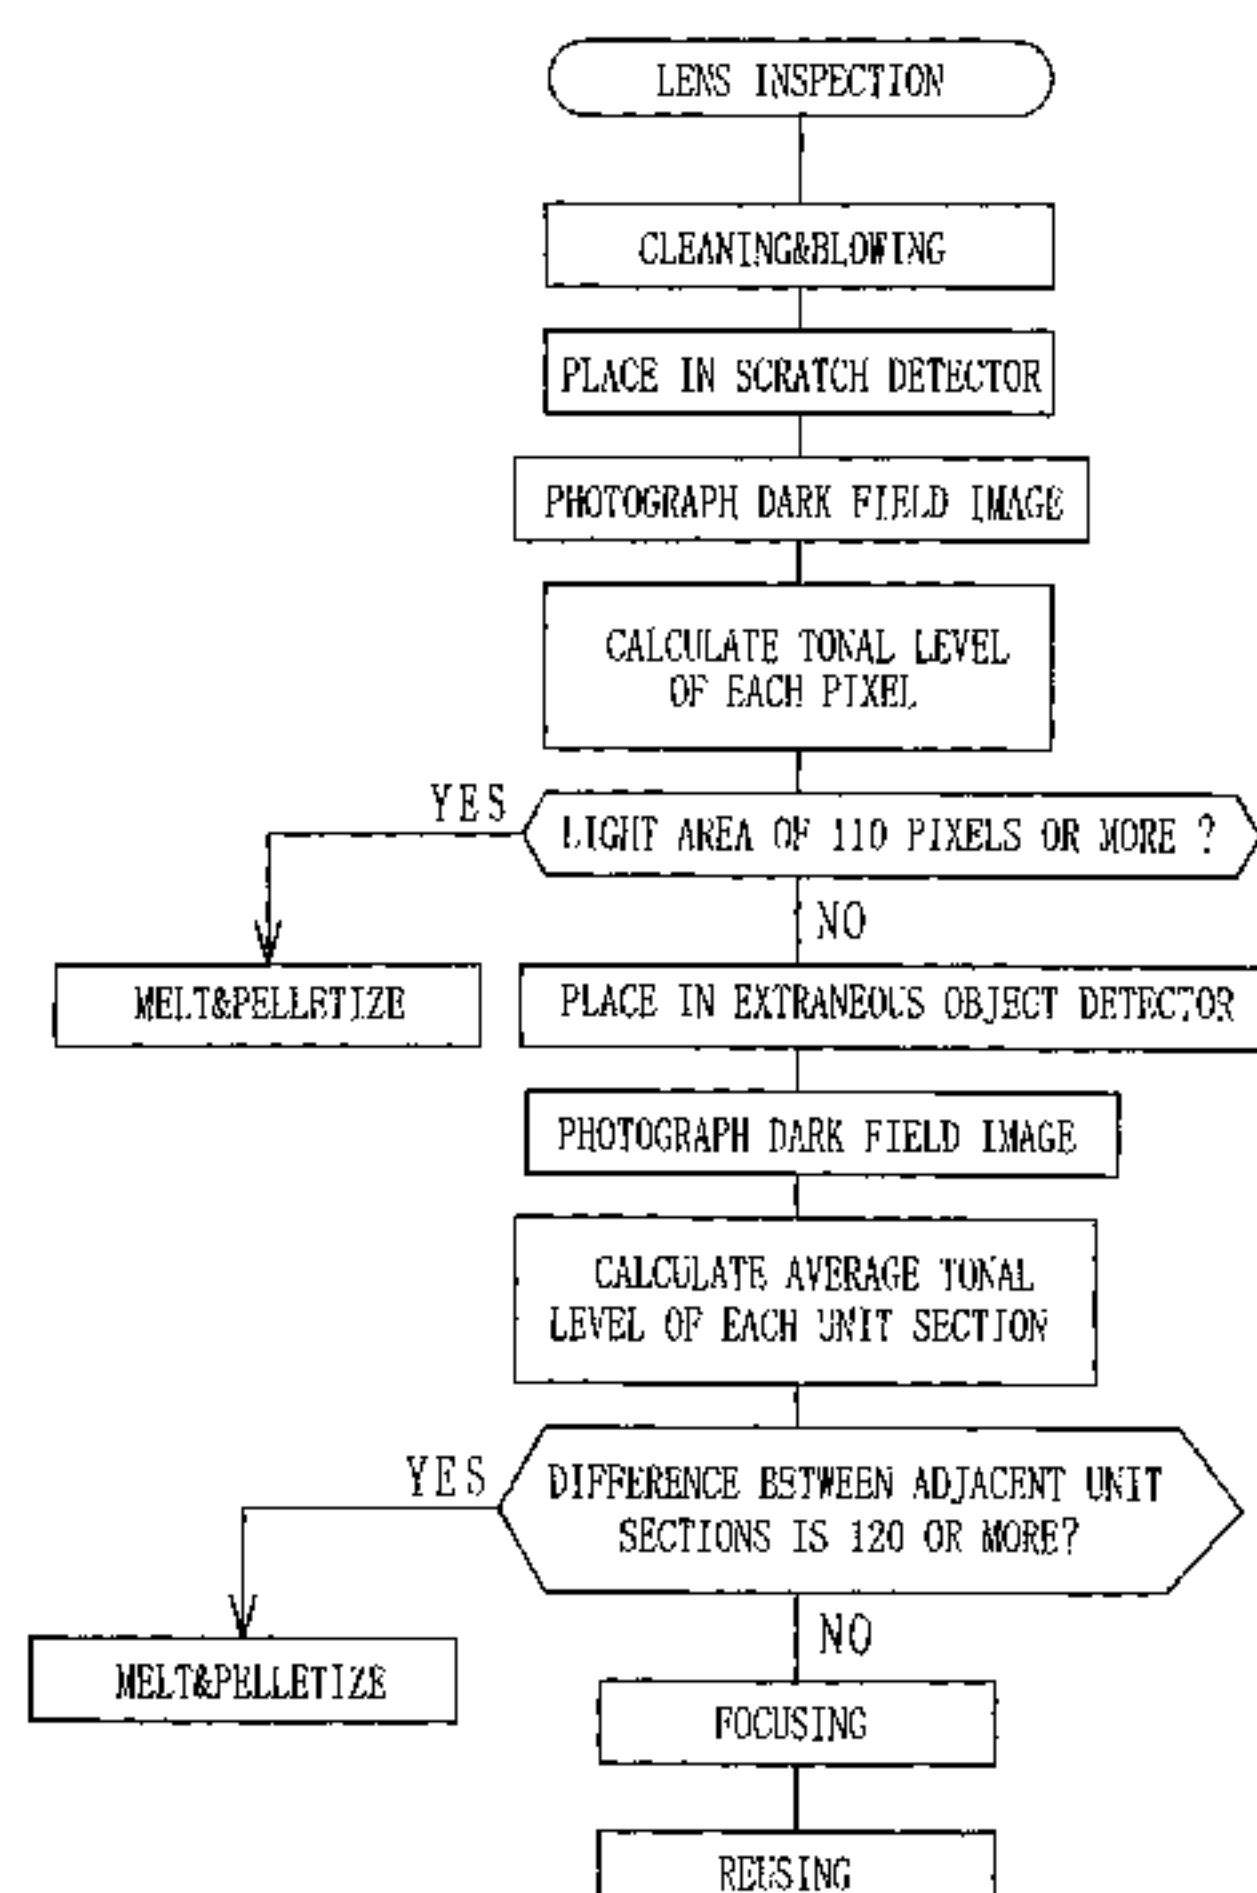 LENS INSPECTION
CLEANING&BLOWING
PLACE IN SCRATCH DETECTOR
PHOTOGRAPH DARK FIELD IMAGE
CALCULATE TONAL LEVEL
OF EACH PIXEL
YES
LIGHT AREA OF 110 PIXELS OR MORE ?
NO
MELT&PELLETIZE
PLACE IN EXTRANEOUS OBJECT DETECTOR
PHOTOGRAPH DARK FIELD IMAGE
CALCULATE AVERAGE TONAL
LEVEL OF EACH UNIT SECTION
YES
DIFFERENCE BETWEEN ADJACENT UNIT
SECTIONS IS 120 OR MORE?
NO
MELT&PELLETIZE
FOCUSING
REUSING